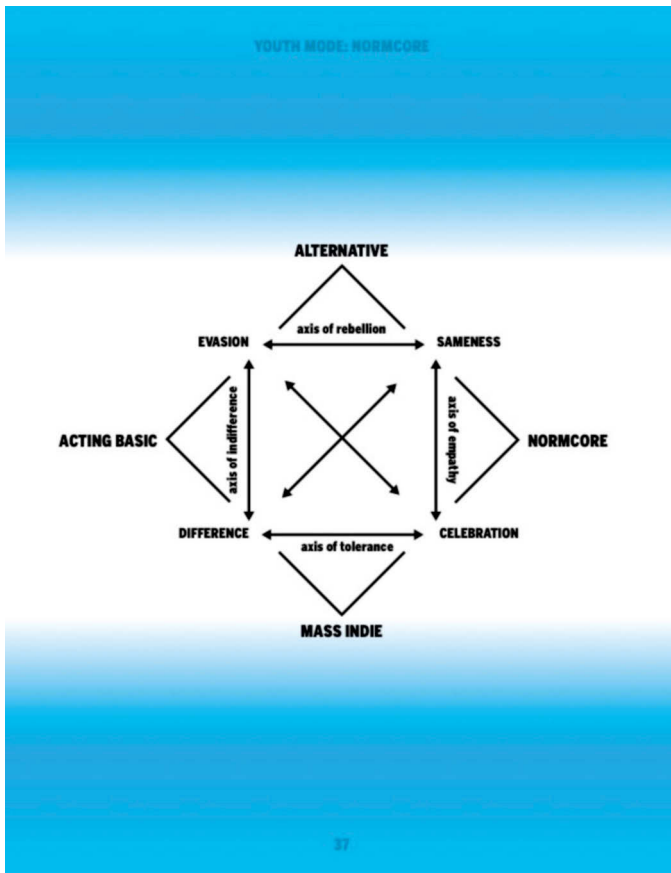 YOUTH MODE: NORMCORE
ALTERNATIVE
axis of rebellion
EVASION
SAMENESS
axis of indifference
axis of empathy
ACTING BASIC
NORMCORE
DIFFERENCE
CELEBRATION
axis of tolerance
MASS INDIE
37